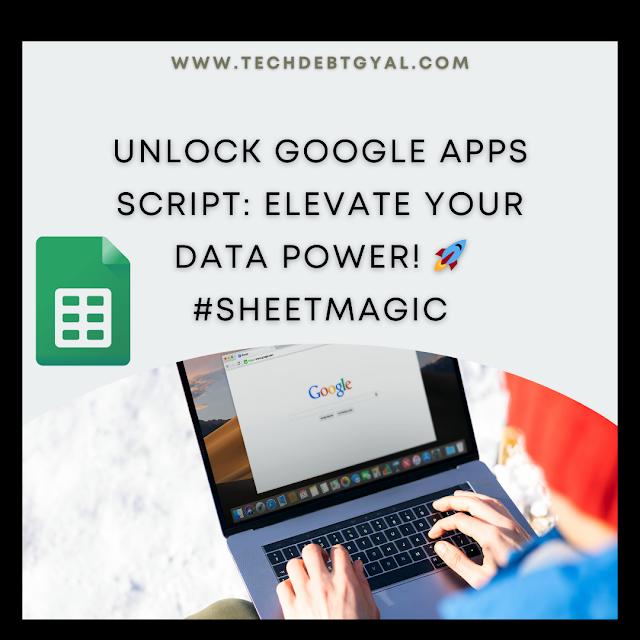 WWW.TECHDEBTGYAL.COM
UNLOCK GOOGLE APPS
SCRIPT: ELEVATE YOUR
DATA POWER! 🚀
#SHEETMAGIC
Google